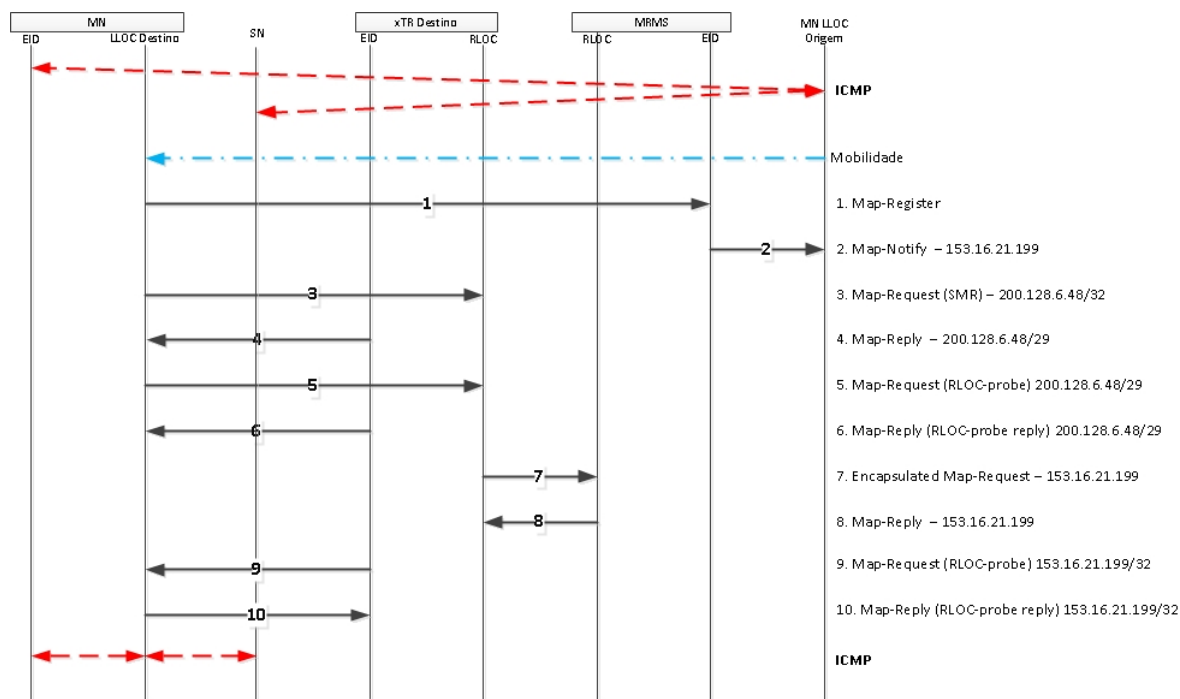 MN
xTR Destino
MRMS
MN LLOC
Origem
EID
LLOC Destino
SN
EID
RLOC
RLOC
EID
ICMP
Mobilidade
1
1. Map-Register
2
2. Map-Notify – 153.16.21.199
3
3. Map-Request (SMR) – 200.128.6.48/32
4
4. Map-Reply – 200.128.6.48/29
5
5. Map-Request (RLOC-probe) 200.128.6.48/29
6
6. Map-Reply (RLOC-probe reply) 200.128.6.48/29
7
7. Encapsulated Map-Request – 153.16.21.199
8
8. Map-Reply – 153.16.21.199
9
9. Map-Request (RLOC-probe) 153.16.21.199/32
10
10. Map-Reply (RLOC-probe reply) 153.16.21.199/32
ICMP